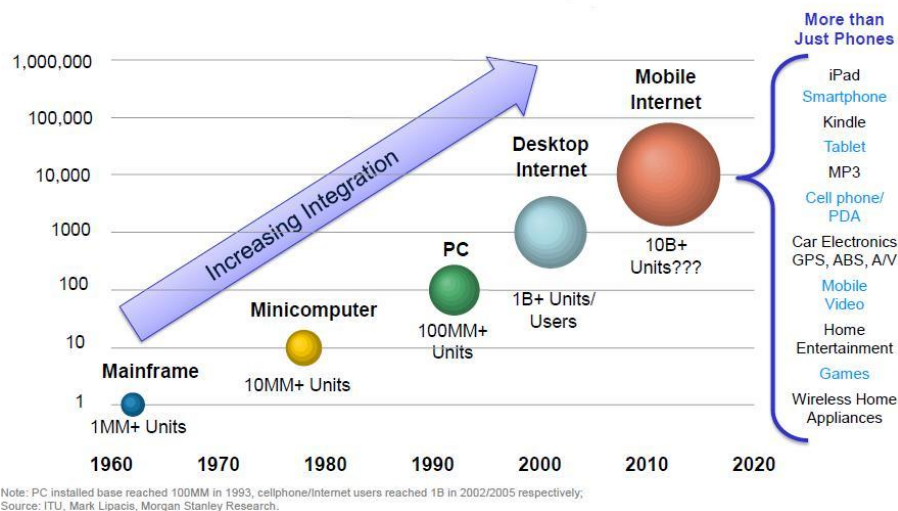 More than
Just Phones
1,000,000
100,000
10,000
1000
100
10
1
Increasing Integration
Mainframe
1MM+ Units
Minicomputer
10MM+ Units
PC
100MM+
Units
Desktop
Internet
1B+ Units/
Users
Mobile
Internet
10B+
Units???
iPad
Smartphone
Kindle
Tablet
MP3
Cell phone/
PDA
Car Electronics
GPS, ABS, A/V
Mobile
Video
Home
Entertainment
Games
Wireless Home
Appliances
1960 1970 1980 1990 2000 2010 2020
Note: PC installed base reached 100MM in 1993, cellphone/Internet users reached 1B in 2002/2005 respectively;
Source: ITU, Mark Lipacis, Morgan Stanley Research.